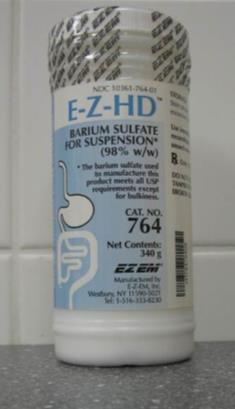 NDC 10361-764-01
E-Z-HD™
BARIUM SULFATE
FOR SUSPENSION*
(98% w/w)
• The barium sulfate used
to manufacture this
product meets all USP
requirements except
for bulkiness.
CAT. NO.
764
Net Contents:
340 g
E-Z-EM
Manufactured by
E-Z-EM, Inc.
Westbury, NY 11590-5021
Tel: 1-516-333-8230